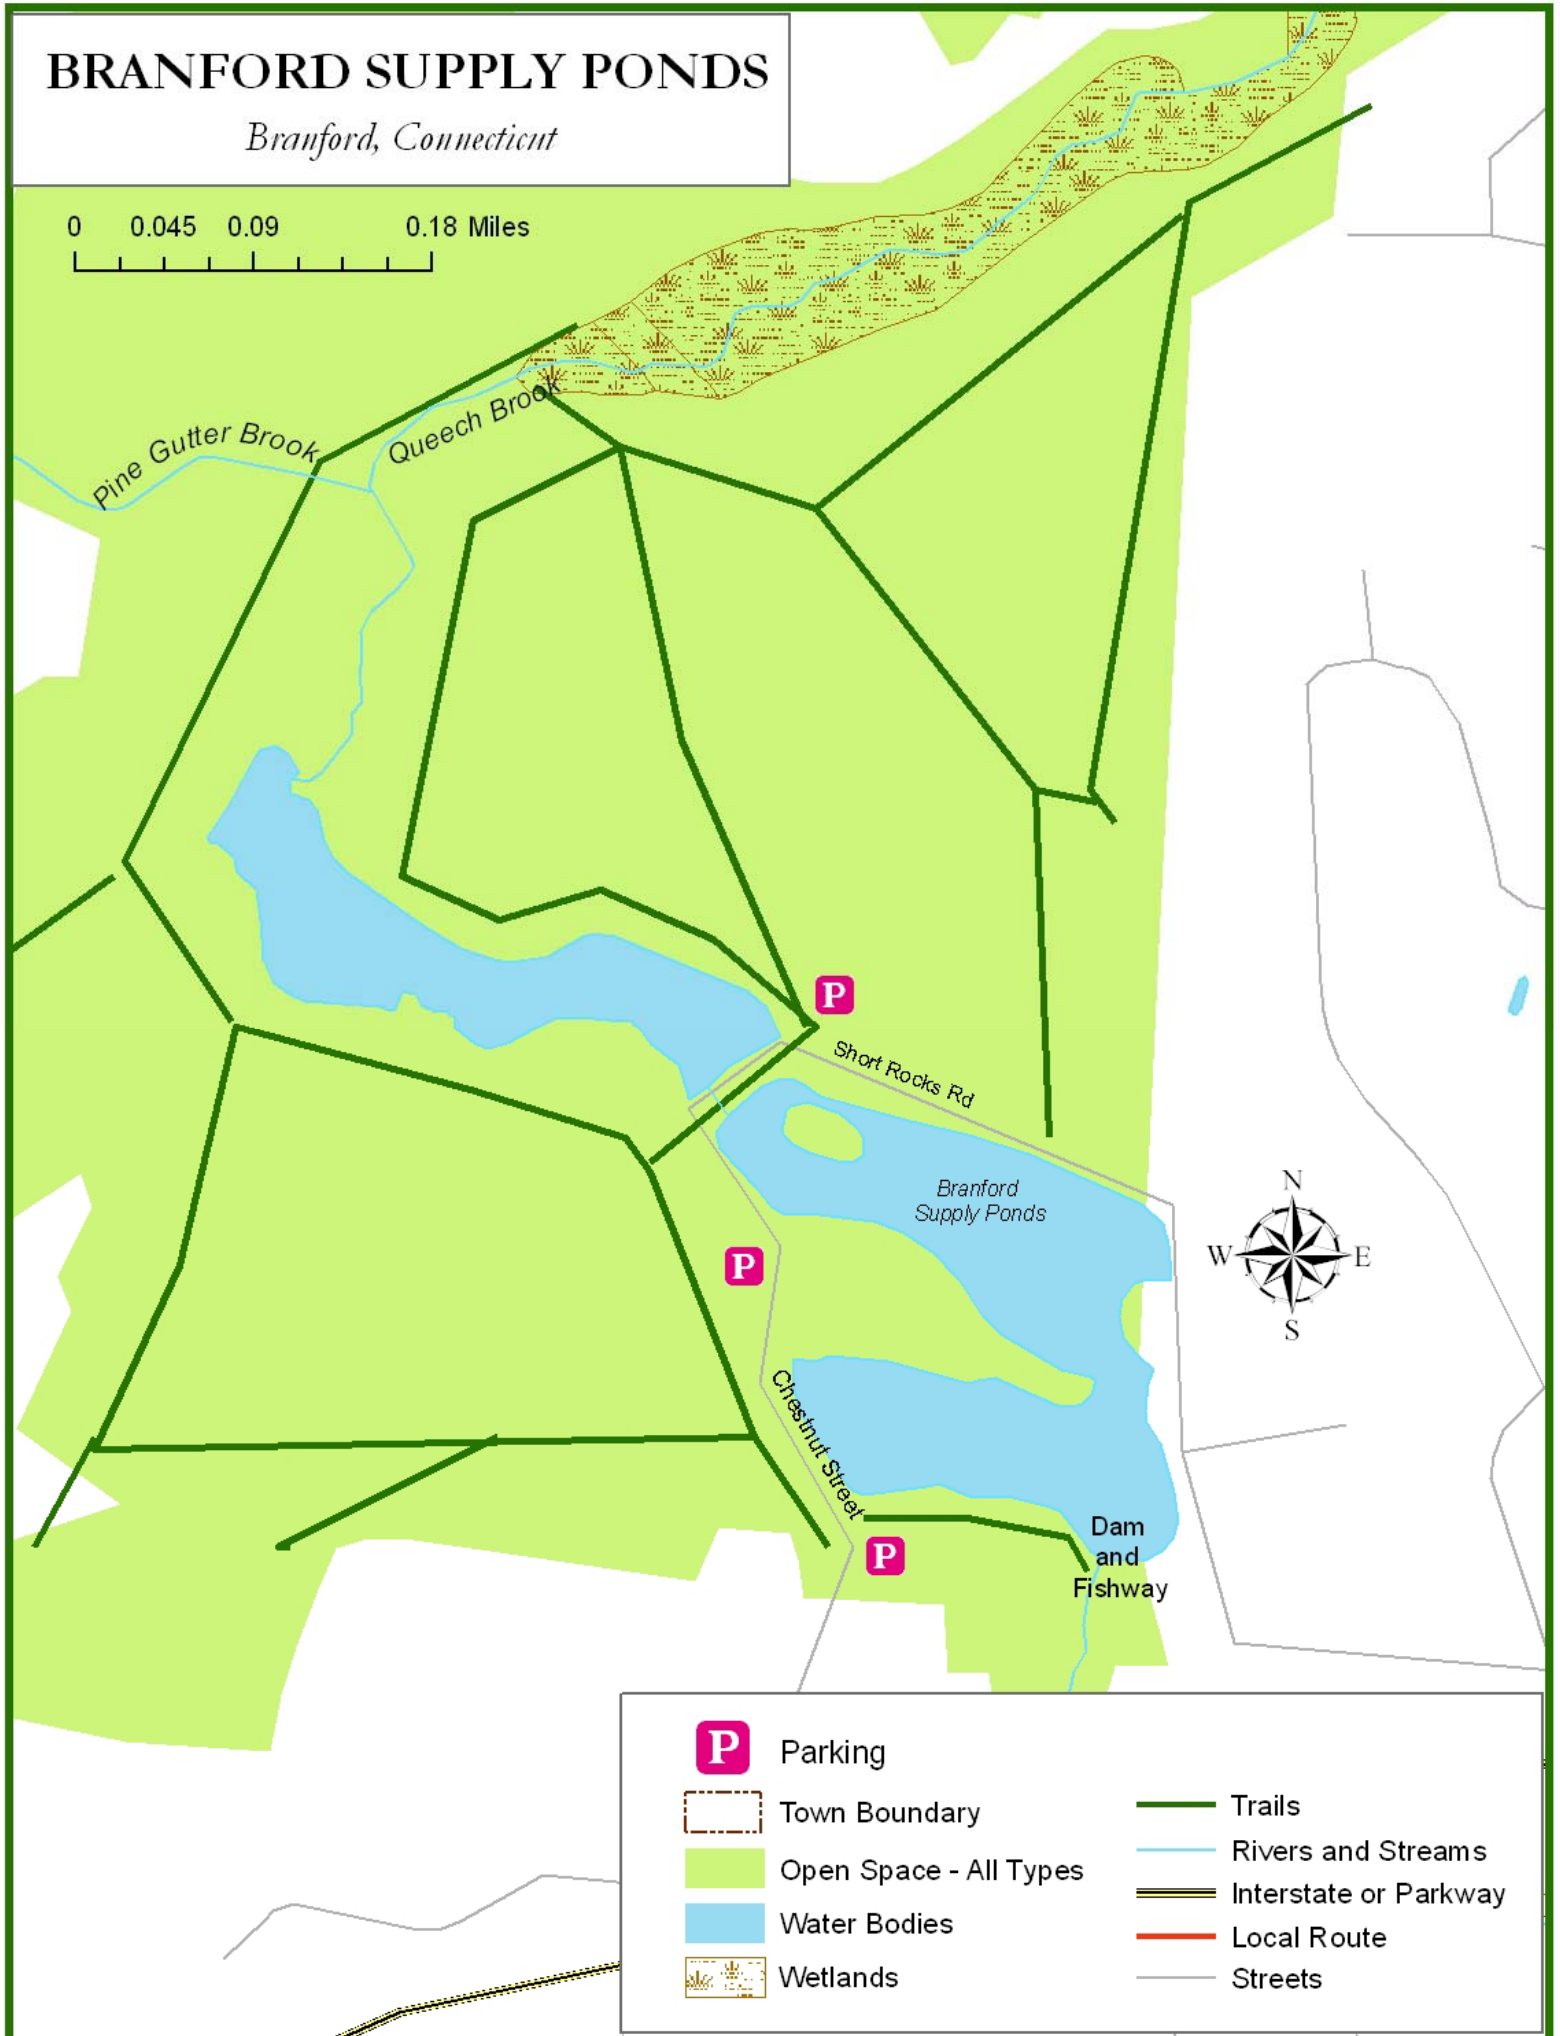 BRANFORD SUPPLY PONDS
Branford, Connecticut
0 0.045 0.09 0.18 Miles
Pine Gutter Brook
Queech Brook
P
Short Rocks Rd
Branford
Supply Ponds
N
W E
S
P
Chestnut Street
P
Dam
and
Fishway
P Parking
Town Boundary
Open Space - All Types
Water Bodies
Wetlands
Trails
Rivers and Streams
Interstate or Parkway
Local Route
Streets